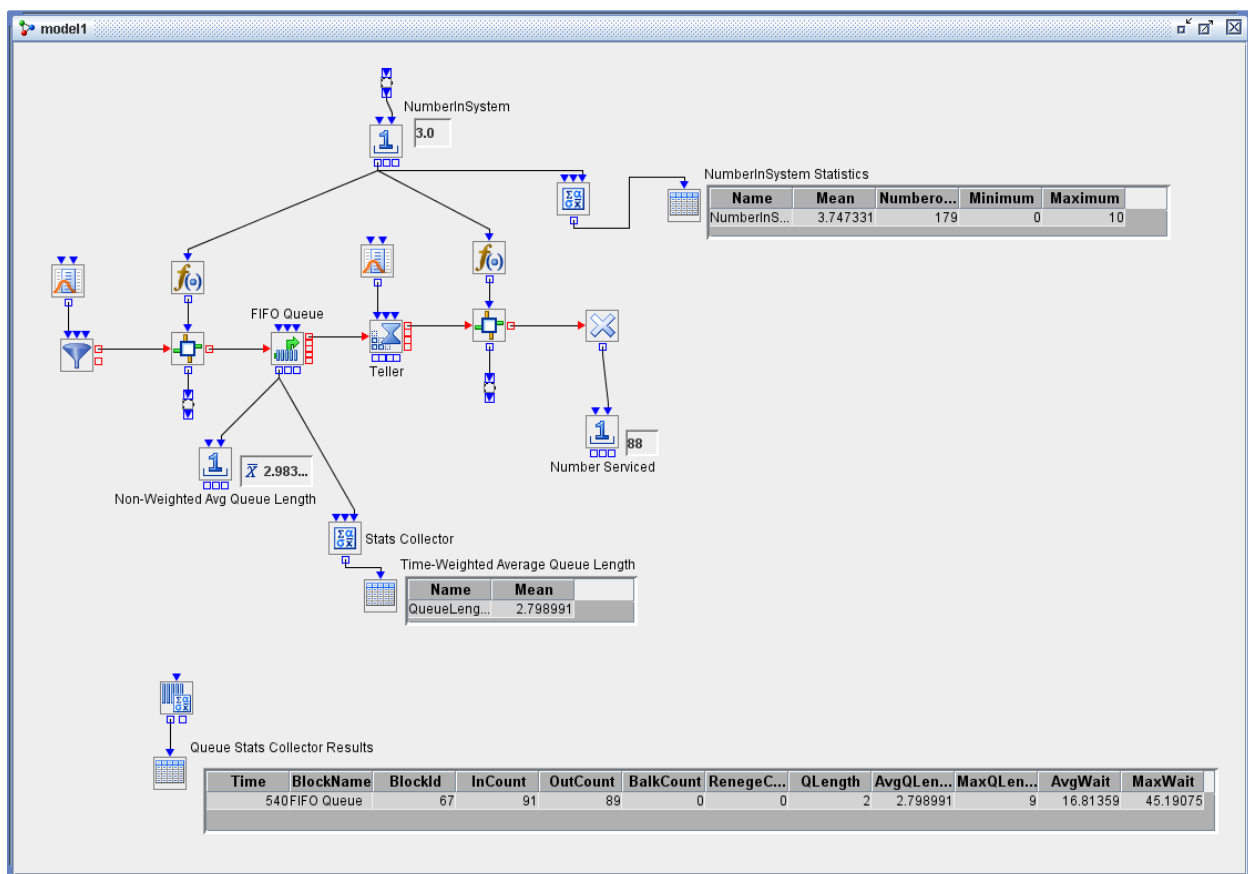 model1
NumberInSystem
3.0
NumberInSystem Statistics
Name Mean Numbero... Minimum Maximum
NumberInS... 3.747331 179 0 10
FIFO Queue
Teller
88
Number Serviced
X 2.983...
Non-Weighted Avg Queue Length
Stats Collector
Time-Weighted Average Queue Length
Name Mean
QueueLeng... 2.798991
Queue Stats Collector Results
Time BlockName BlockId InCount OutCount BalkCount RenegeC... QLength AvgQLen... MaxQLen... AvgWait MaxWait
540 FIFO Queue 67 91 89 0 0 2 2.798991 9 16.81359 45.19075